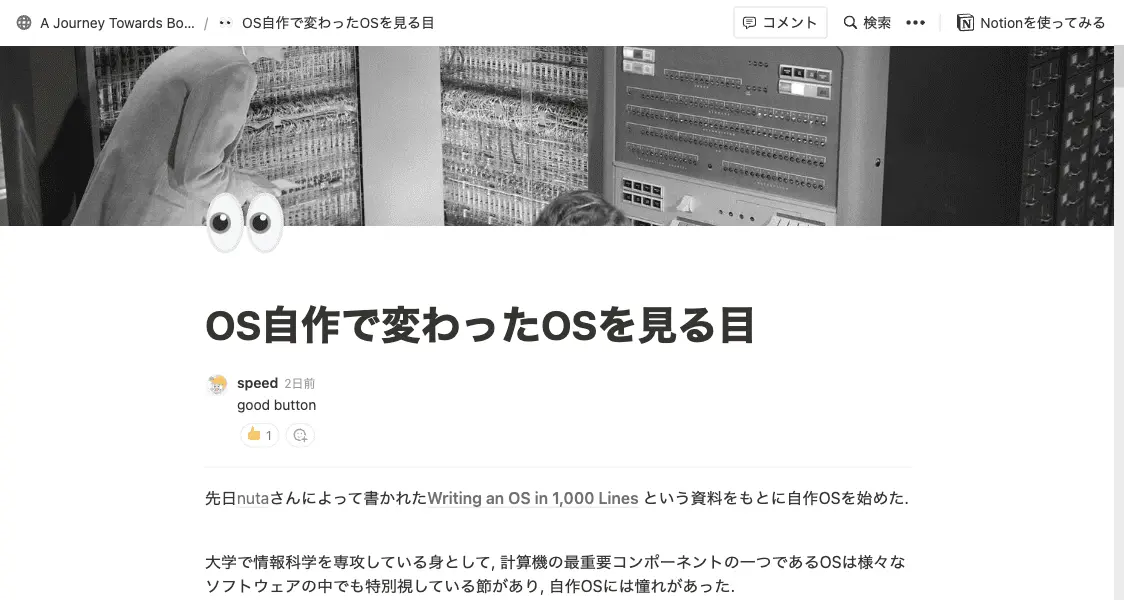 A Journey Towards Bo... / OS自作で変わったOSを見る目 コメント 検索 Notionを使ってみる
OS自作で変わったOSを見る目
speed 2日前
good button
1
先日nutaさんによって書かれたWriting an OS in 1,000 Lines という資料をもとに自作OSを始めた.
大学で情報科学を専攻している身として, 計算機の最重要コンポーネントの一つであるOSは様々な
ソフトウェアの中でも特別視している節があり, 自作OSには憧れがあった.